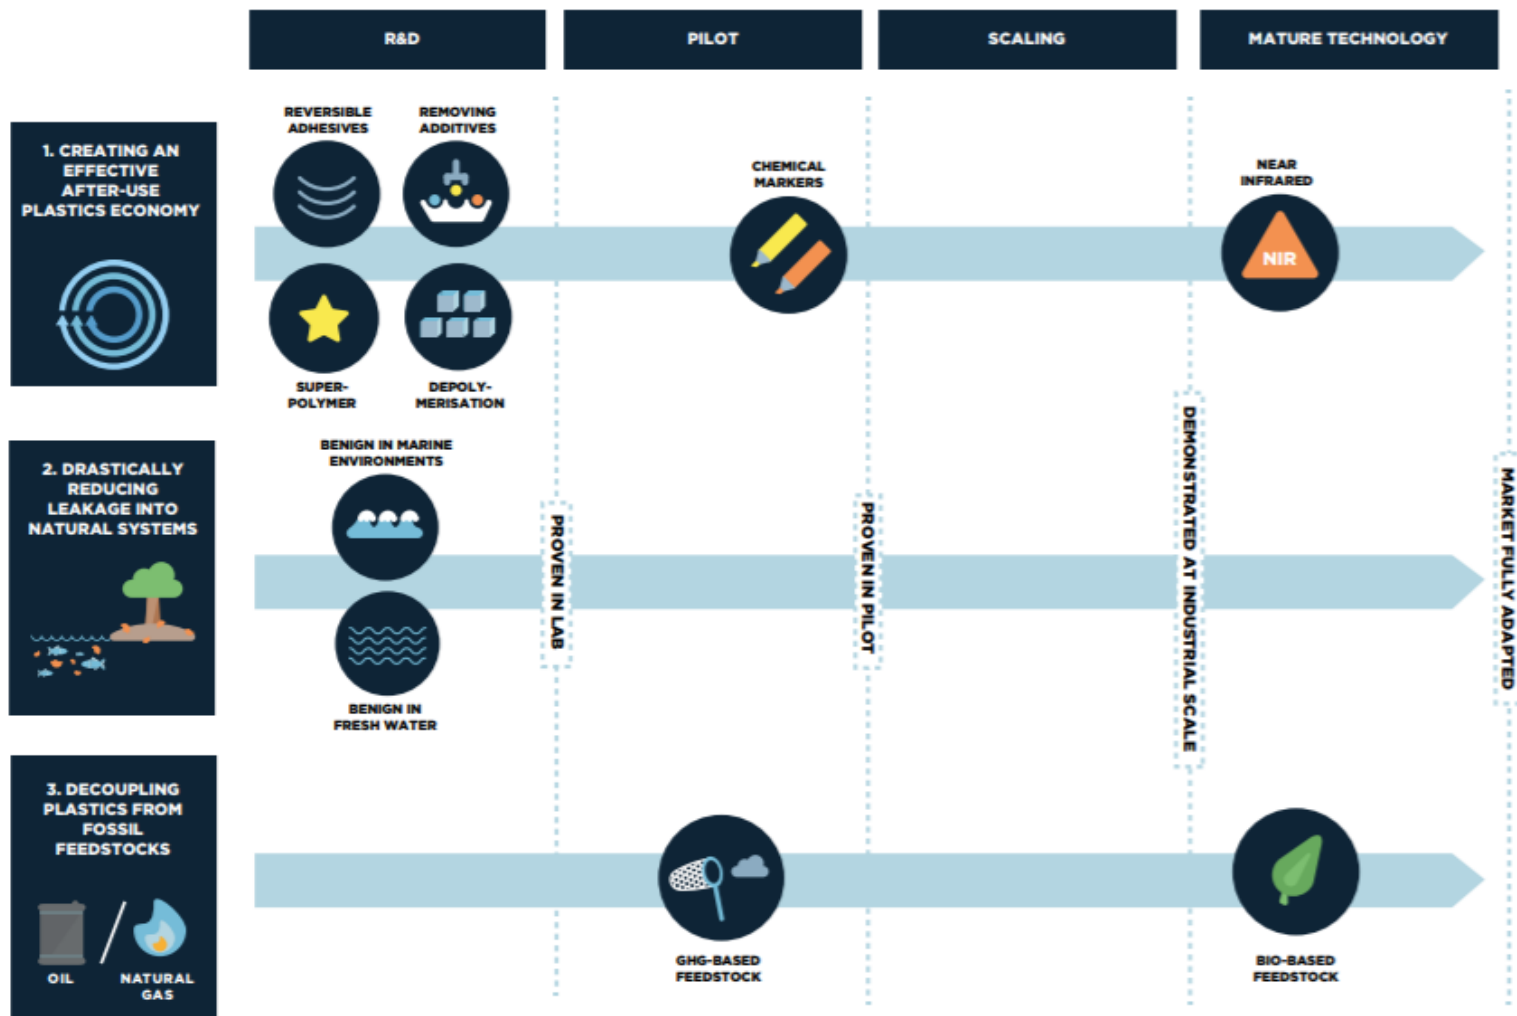 R&D
PILOT
SCALING
MATURE TECHNOLOGY
1. CREATING AN
EFFECTIVE
AFTER-USE
PLASTICS ECONOMY
REVERSIBLE
ADHESIVES
REMOVING
ADDITIVES
SUPER-
POLYMER
DEPOLY-
MERISATION
CHEMICAL
MARKERS
NEAR
INFRARED
NIR
2. DRASTICALLY
REDUCING
LEAKAGE INTO
NATURAL SYSTEMS
BENIGN IN MARINE
ENVIRONMENTS
BENIGN IN
FRESH WATER
PROVEN IN LAB
PROVEN IN PILOT
DEMONSTRATED AT INDUSTRIAL SCALE
MARKET FULLY ADAPTED
3. DECOUPLING
PLASTICS FROM
FOSSIL
FEEDSTOCKS
OIL
NATURAL
GAS
GHG-BASED
FEEDSTOCK
BIO-BASED
FEEDSTOCK